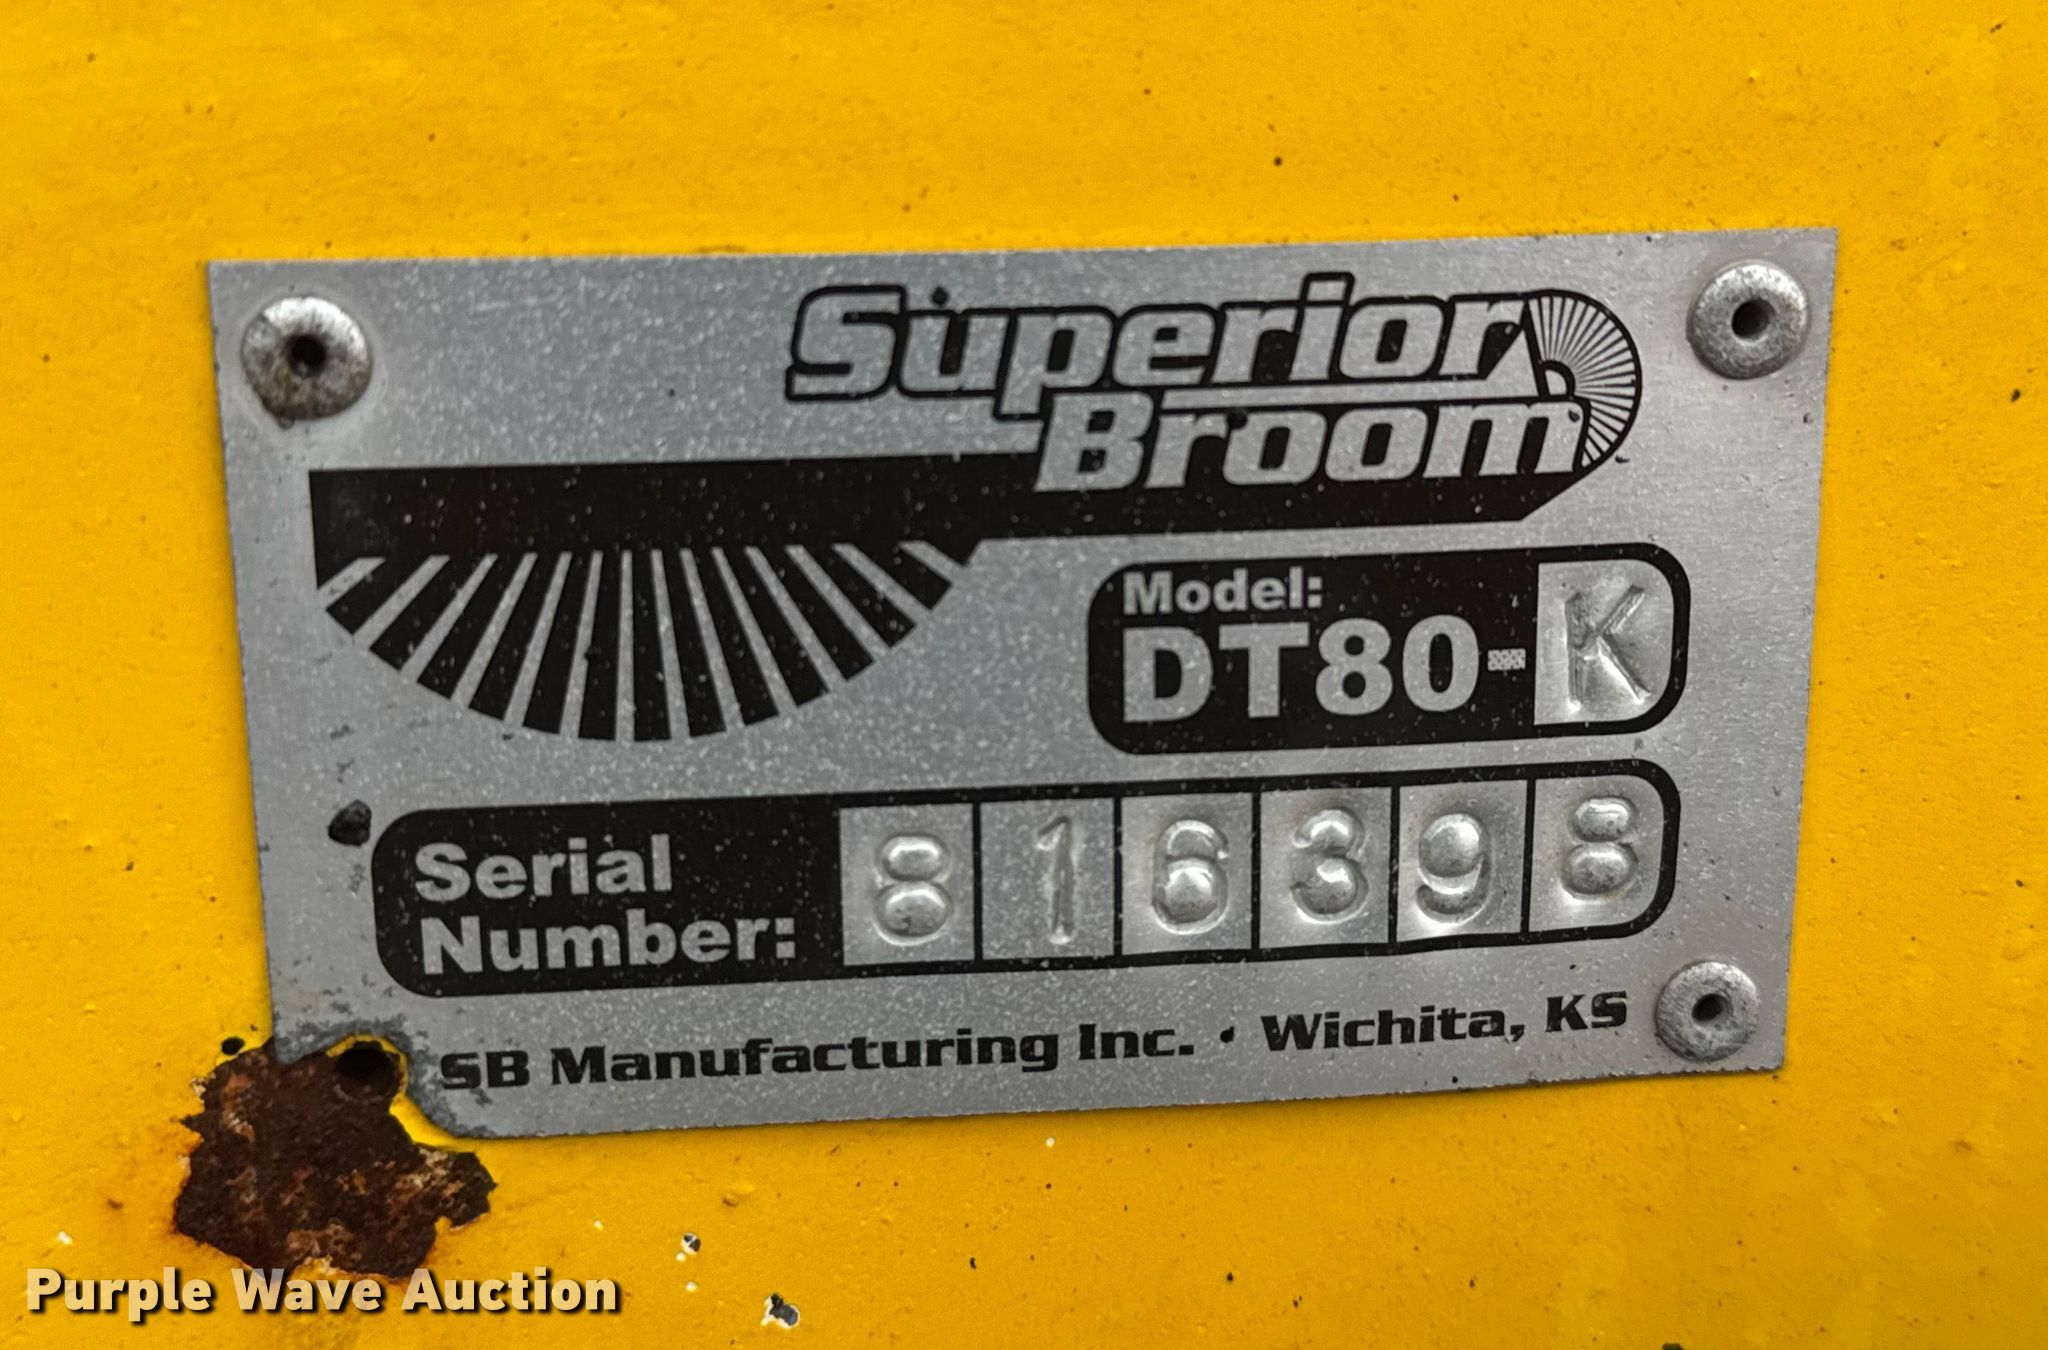 Superior
Broom
Model:
DT80-K
Serial
Number: 816398
SB Manufacturing Inc. • Wichita, KS
Purple Wave Auction